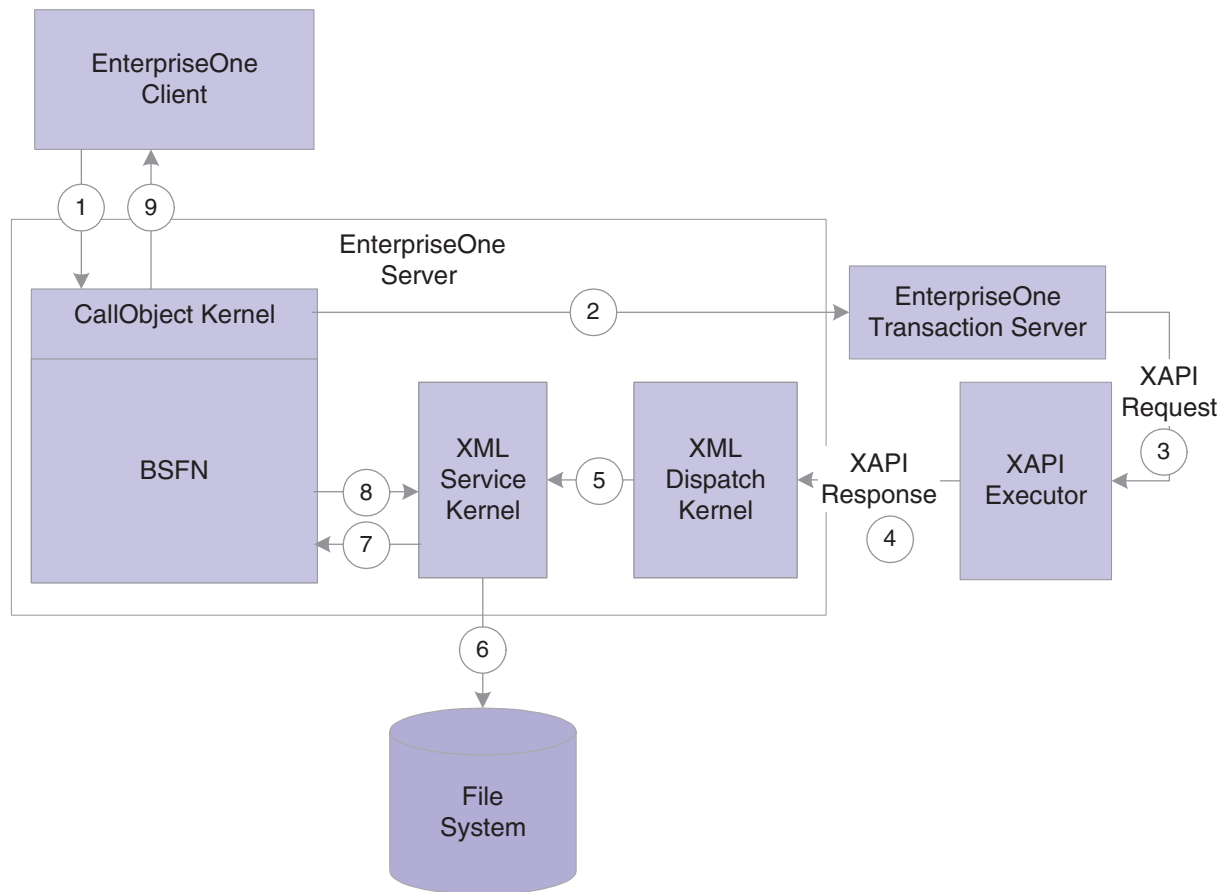 EnterpriseOne
Client
1
9
EnterpriseOne
Server
CallObject Kernel
2
EnterpriseOne
Transaction Server
XAPI
Request
3
BSFN
8
7
XML
Service
Kernel
5
XML
Dispatch
Kernel
XAPI
Response
4
XAPI
Executor
6
File
System